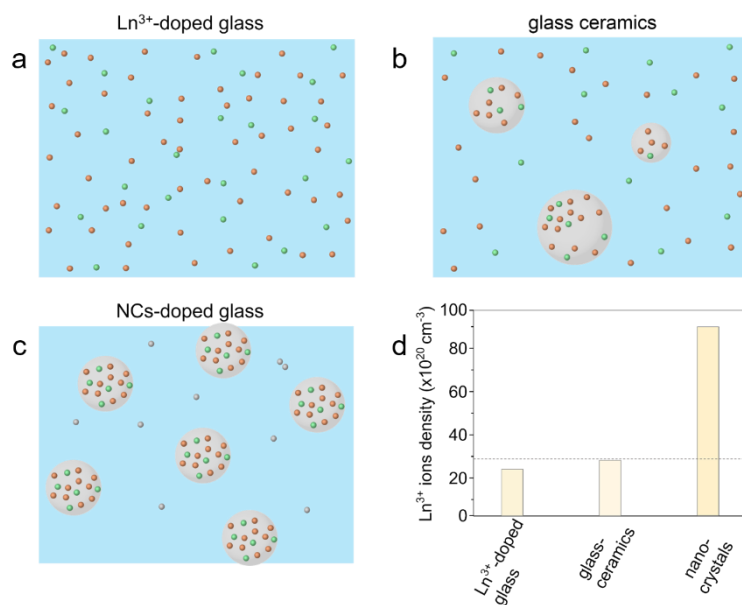 Ln³⁺-doped glass
glass ceramics
a
b
NCs-doped glass
c
d
Ln³⁺ ions density (x10²⁰ cm⁻³)
100
80
60
40
20
0
Ln³⁺-doped
glass
glass-
ceramics
nano-
crystals